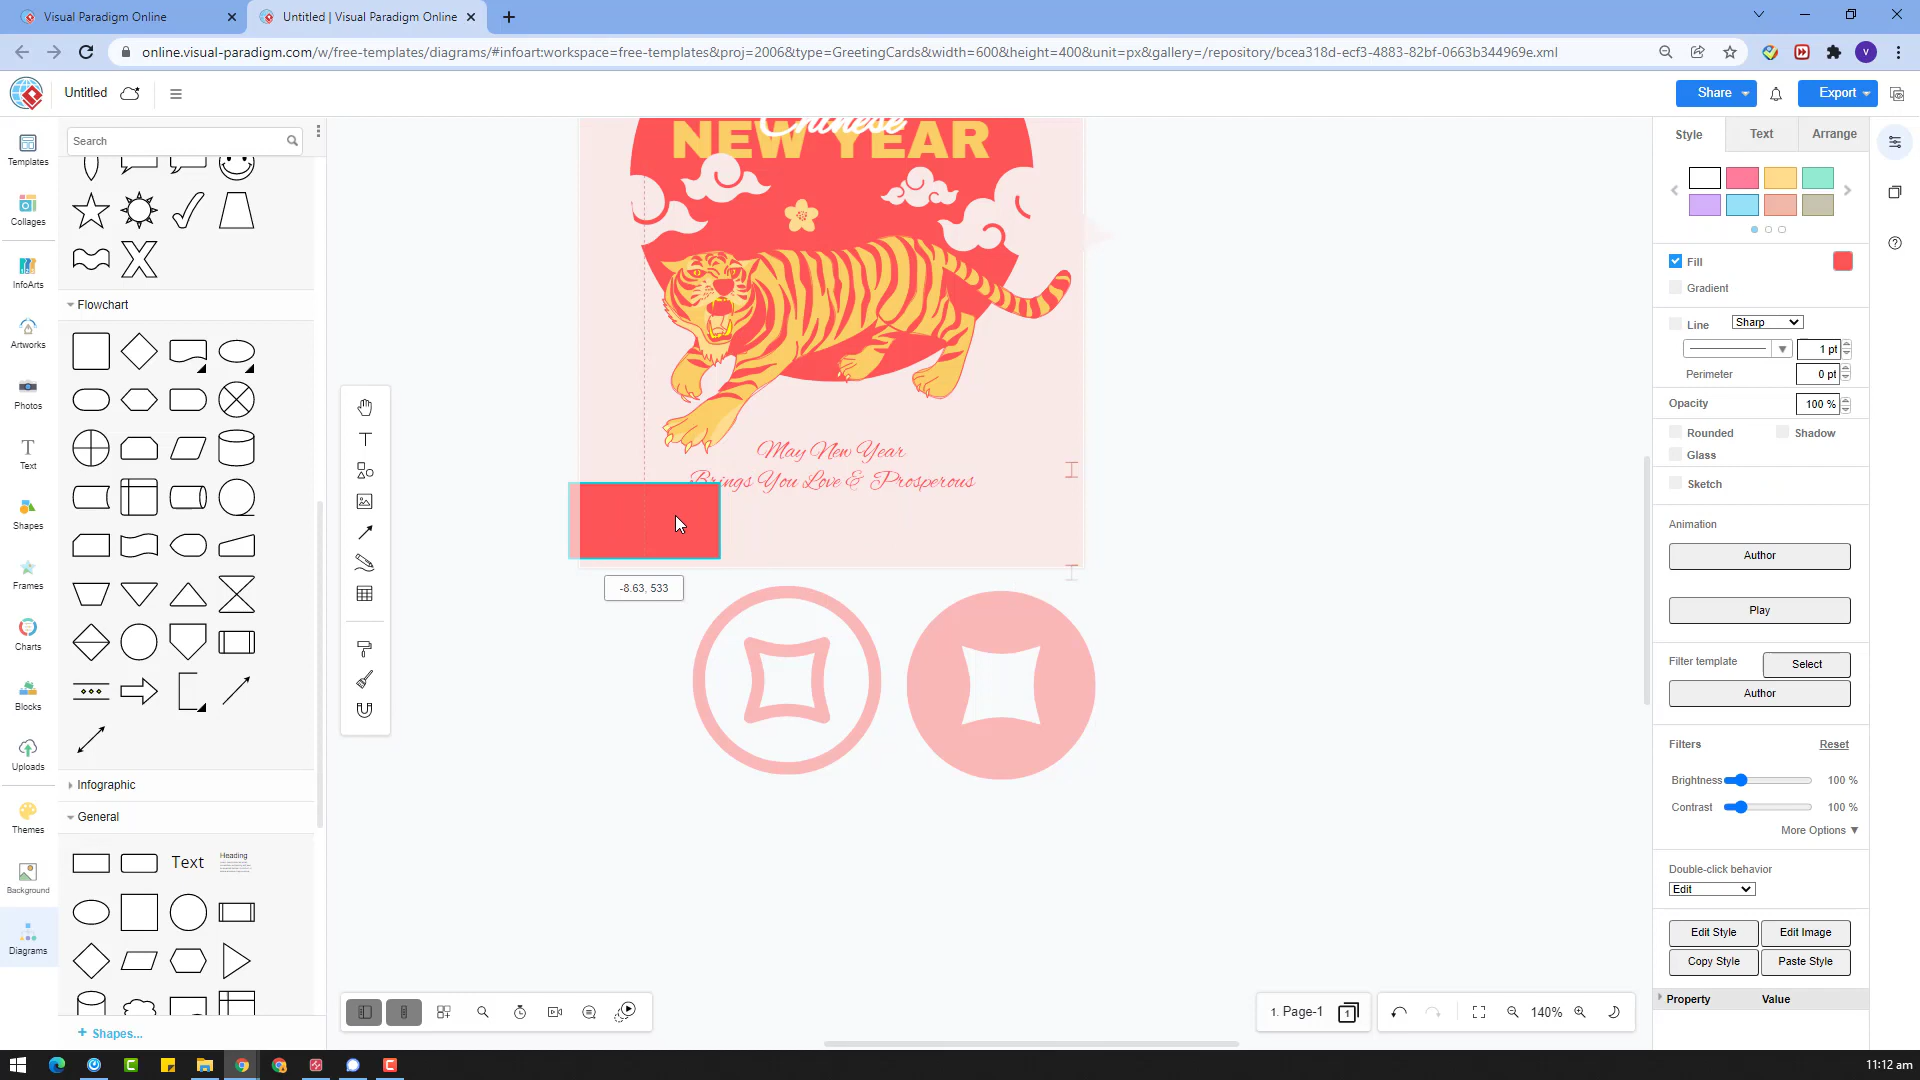 Visual Paradigm Online
Untitled | Visual Paradigm Online
online.visual-paradigm.com/w/free-templates/diagrams/#infoart:workspace=free-templates&proj=2006&type=GreetingCards&width=600&height=400&unit=px&gallery=/repository/bcea318d-ecf3-4883-82bf-0663b344969e.xml
V
Untitled
Share
Export
Templates
Collages
InfoArts
Artworks
Photos
Text
Shapes
Frames
Charts
Blocks
Uploads
Themes
Background
Diagrams
Search
Flowchart
Infographic
General
Text
Heading
+ Shapes...
Chinese
NEW YEAR
May New Year
Brings You Love & Prosperous
-8.63, 533
1. Page-1
1
140%
Style
Text
Arrange
Fill
Gradient
Line
Sharp
1 pt
Perimeter
0 pt
Opacity
100 %
Rounded
Shadow
Glass
Sketch
Animation
Author
Play
Filter template
Select
Author
Filters
Reset
Brightness
100 %
Contrast
100 %
More Options ▼
Double-click behavior
Edit
Edit Style
Edit Image
Copy Style
Paste Style
Property
Value
11:12 am